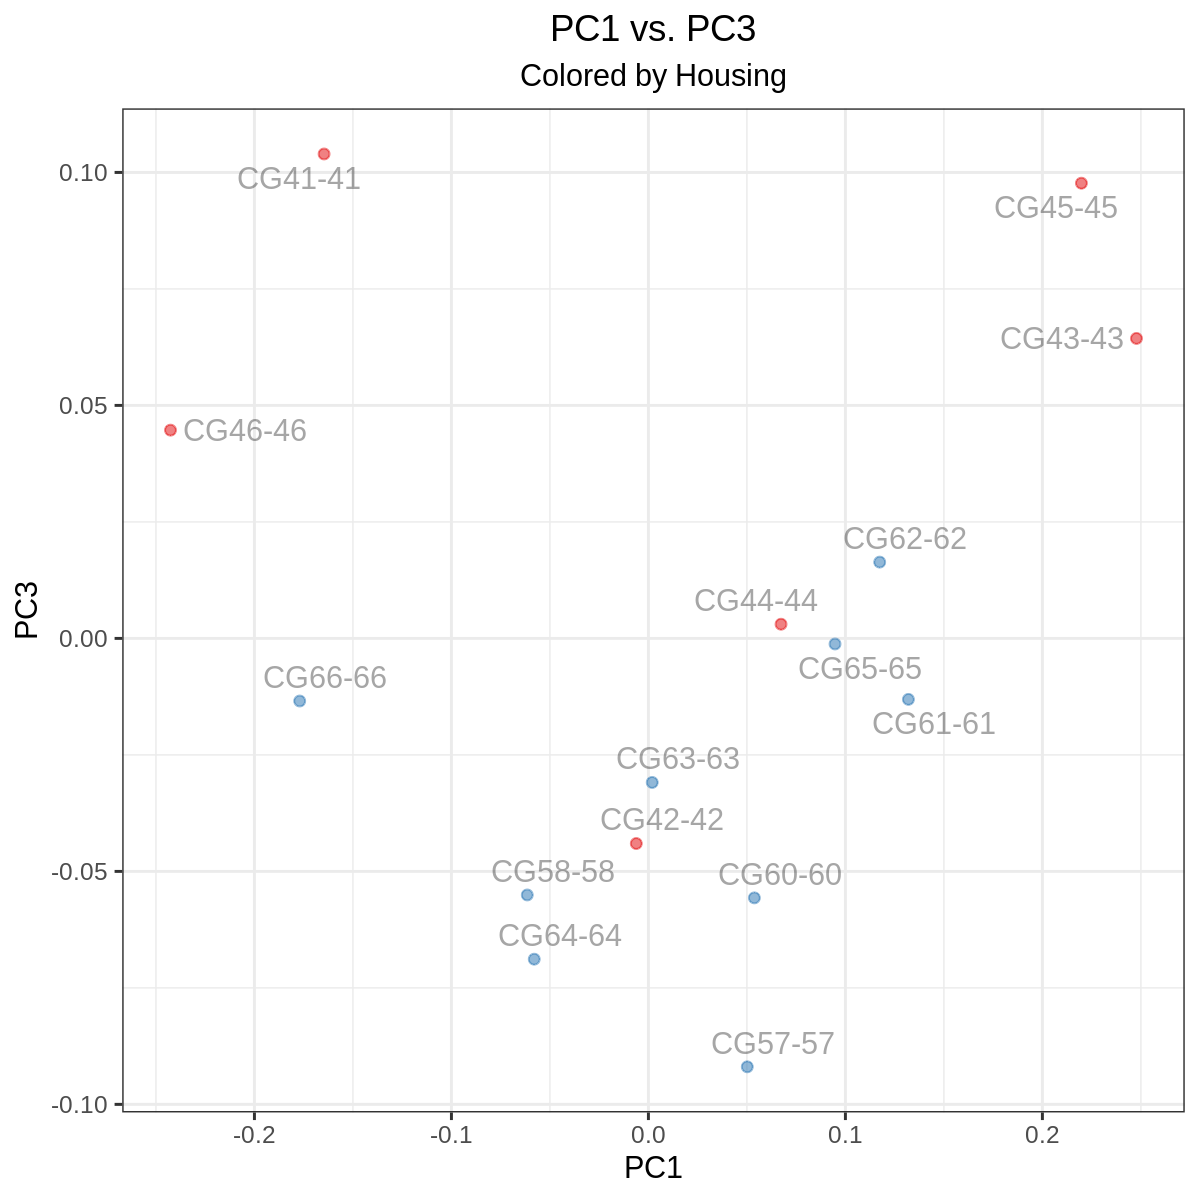 PC1 vs. PC3
Colored by Housing
0.10
CG41-41
CG45-45
CG43-43
0.05
CG46-46
CG62-62
CG44-44
PC3
0.00
CG65-65
CG66-66
CG61-61
CG63-63
CG42-42
-0.05
CG58-58
CG60-60
CG64-64
CG57-57
-0.10
-0.2 -0.1 0.0 0.1 0.2
PC1